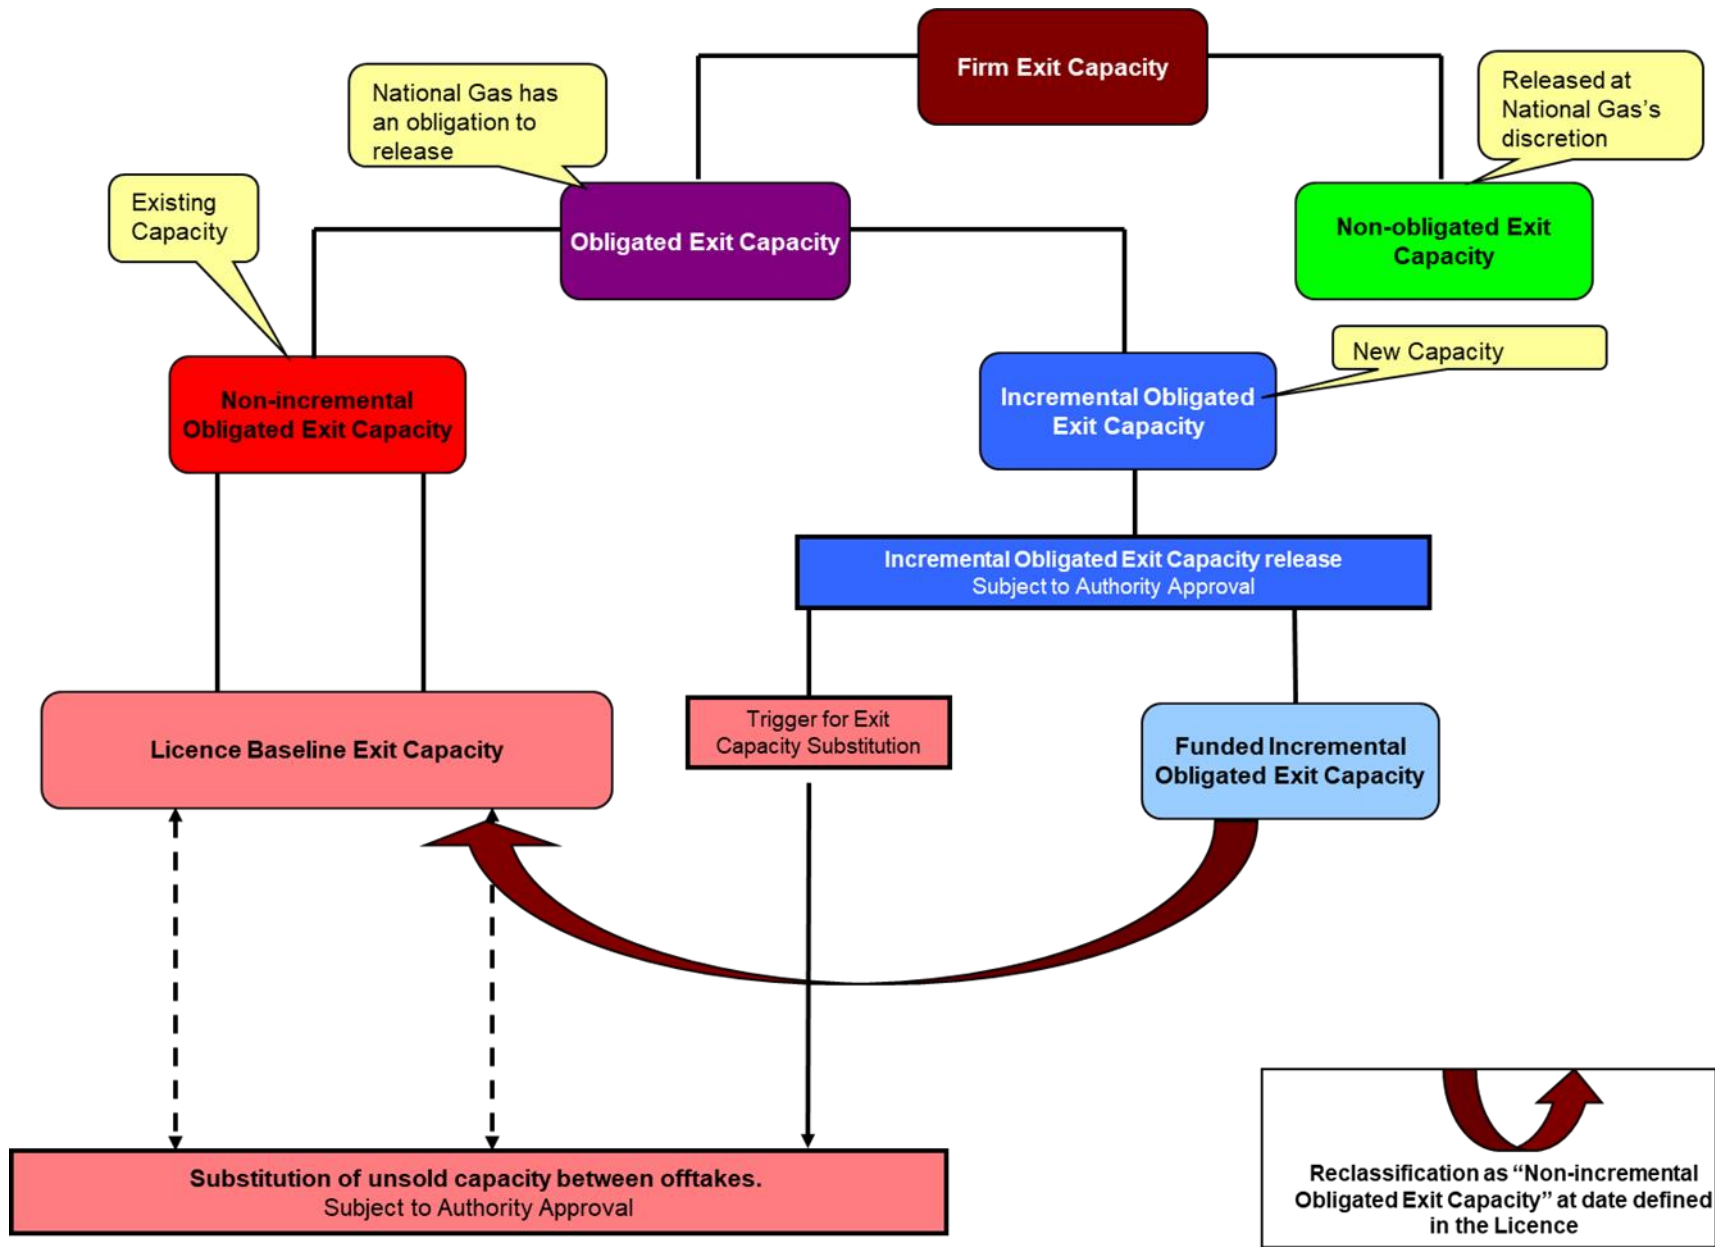 Firm Exit Capacity
National Gas has
an obligation to
release
Released at
National Gas’s
discretion
Existing
Capacity
Obligated Exit Capacity
Non-obligated Exit
Capacity
New Capacity
Non-incremental
Obligated Exit Capacity
Incremental Obligated
Exit Capacity
Incremental Obligated Exit Capacity release
Subject to Authority Approval
Licence Baseline Exit Capacity
Trigger for Exit
Capacity Substitution
Funded Incremental
Obligated Exit Capacity
Substitution of unsold capacity between offtakes.
Subject to Authority Approval
Reclassification as “Non-incremental
Obligated Exit Capacity” at date defined
in the Licence